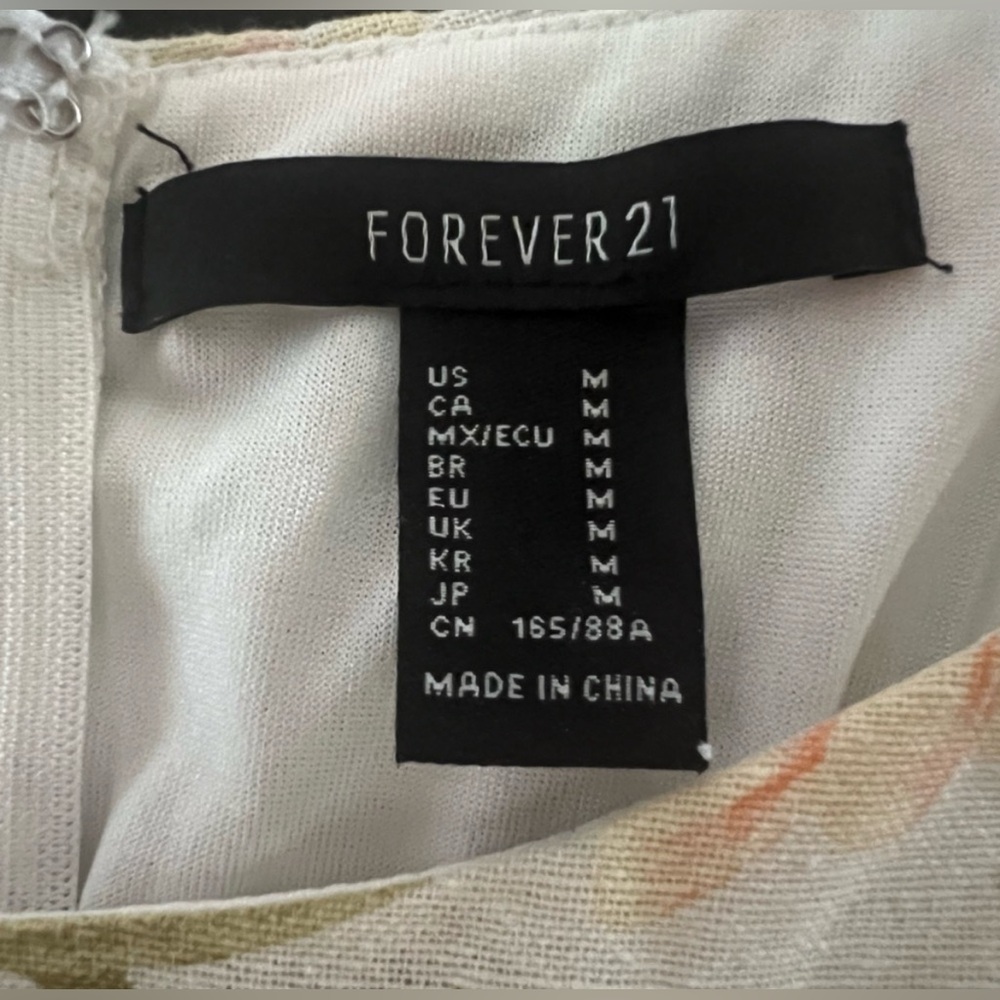 FOREVER 21
US M
CA M
MX/ECU M
BR M
EU M
UK M
KR M
JP M
CN 165/88A
MADE IN CHINA